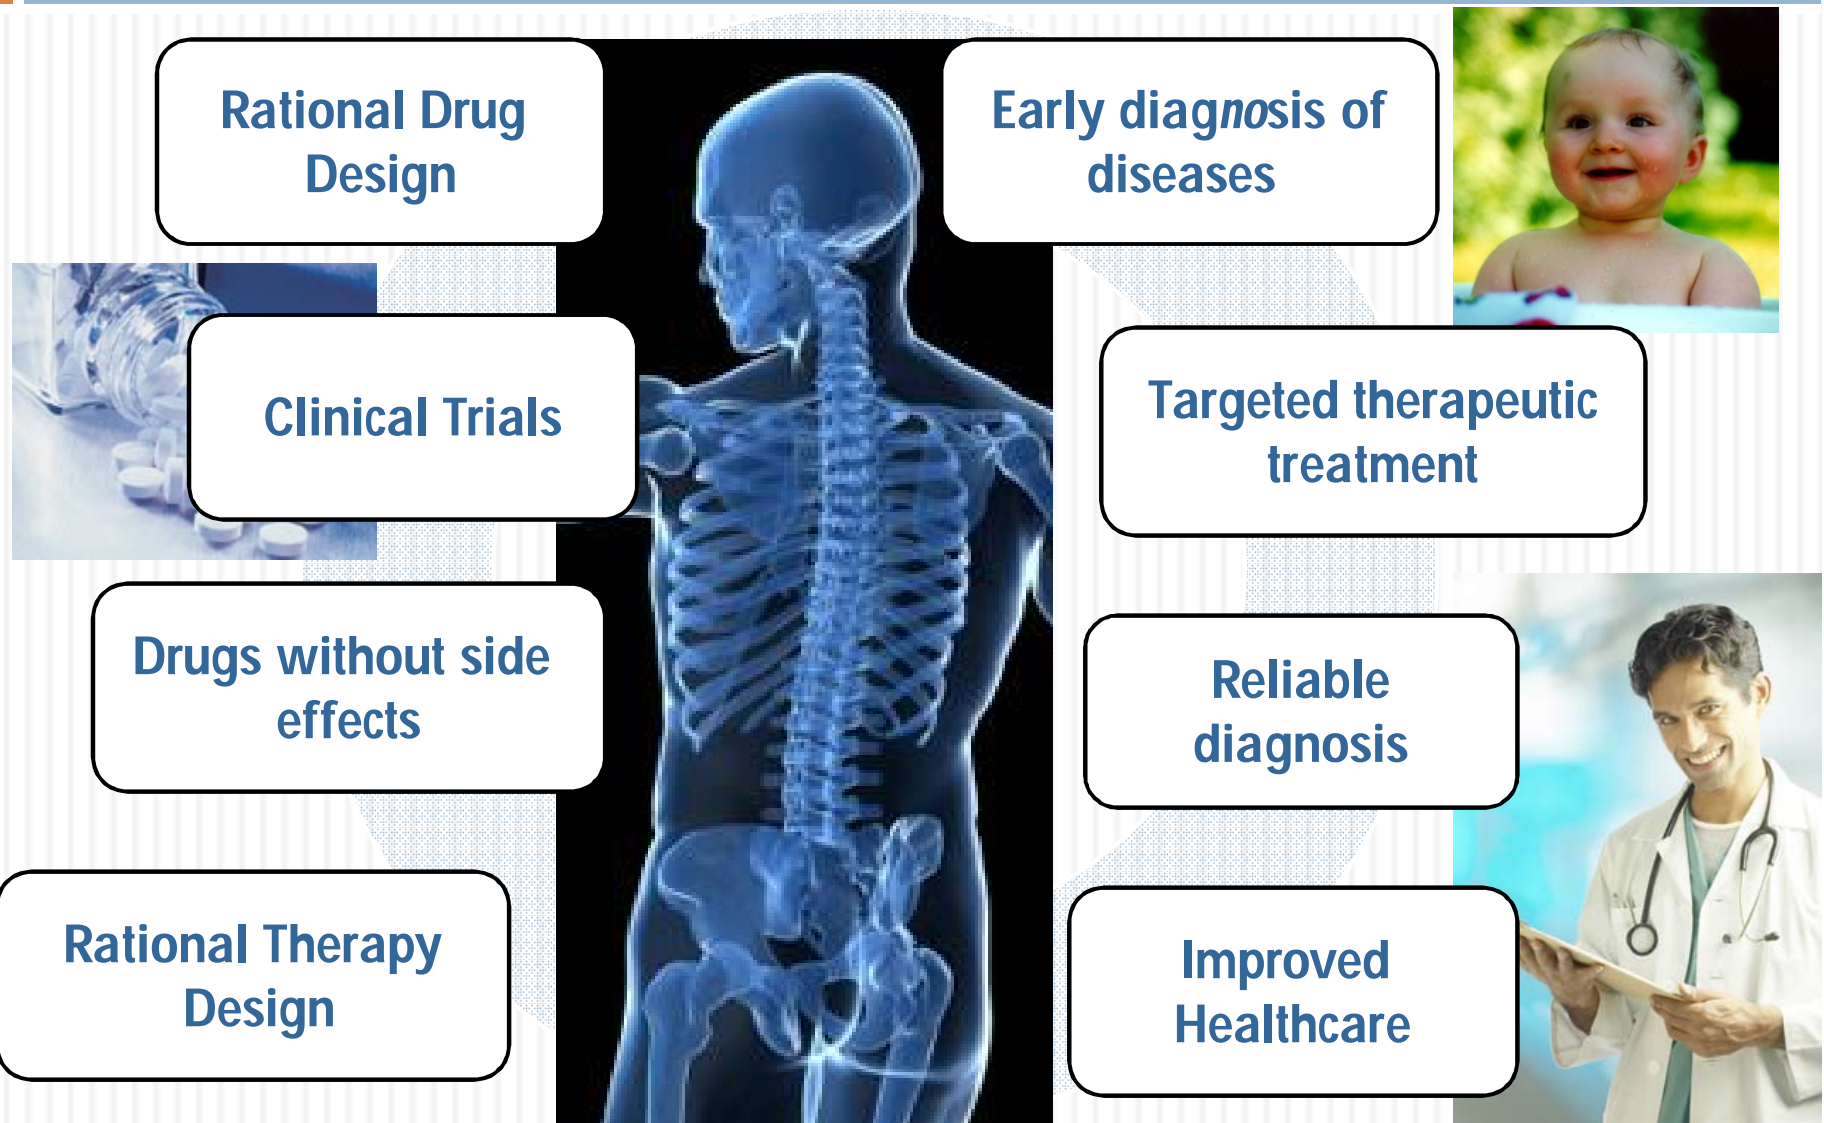 Rational Drug
Design
Early diagnosis of
diseases
Clinical Trials
Targeted therapeutic
treatment
Drugs without side
effects
Reliable
diagnosis
Rational Therapy
Design
Improved
Healthcare